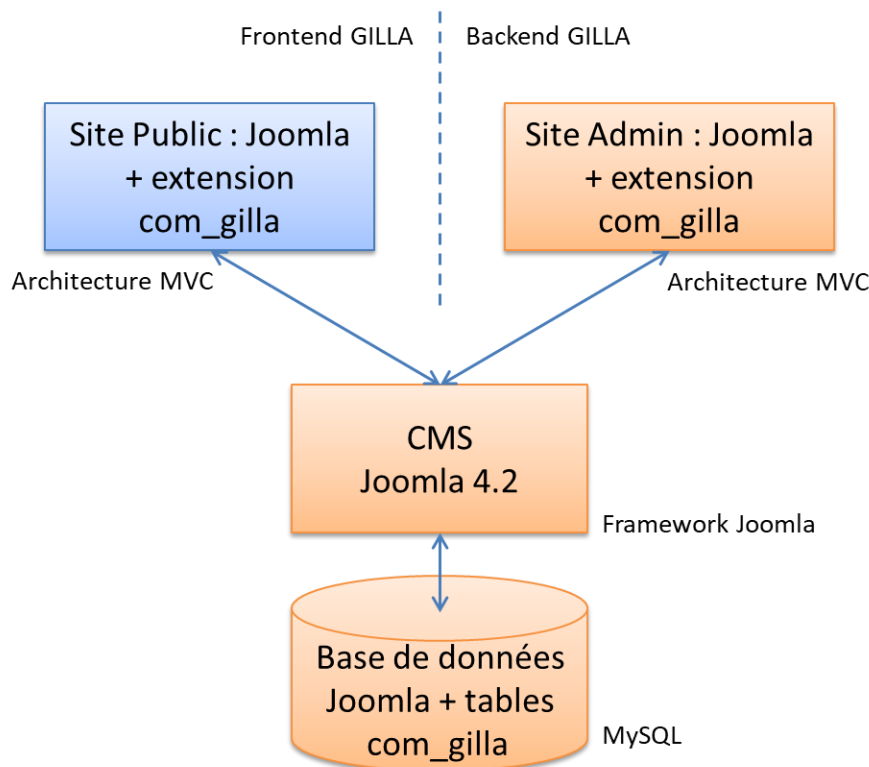 Frontend GILLA
Backend GILLA
Site Public : Joomla
+ extension
com_gilla
Site Admin : Joomla
+ extension
com_gilla
Architecture MVC
Architecture MVC
CMS
Joomla 4.2
Framework Joomla
Base de données
Joomla + tables
com_gilla
MySQL